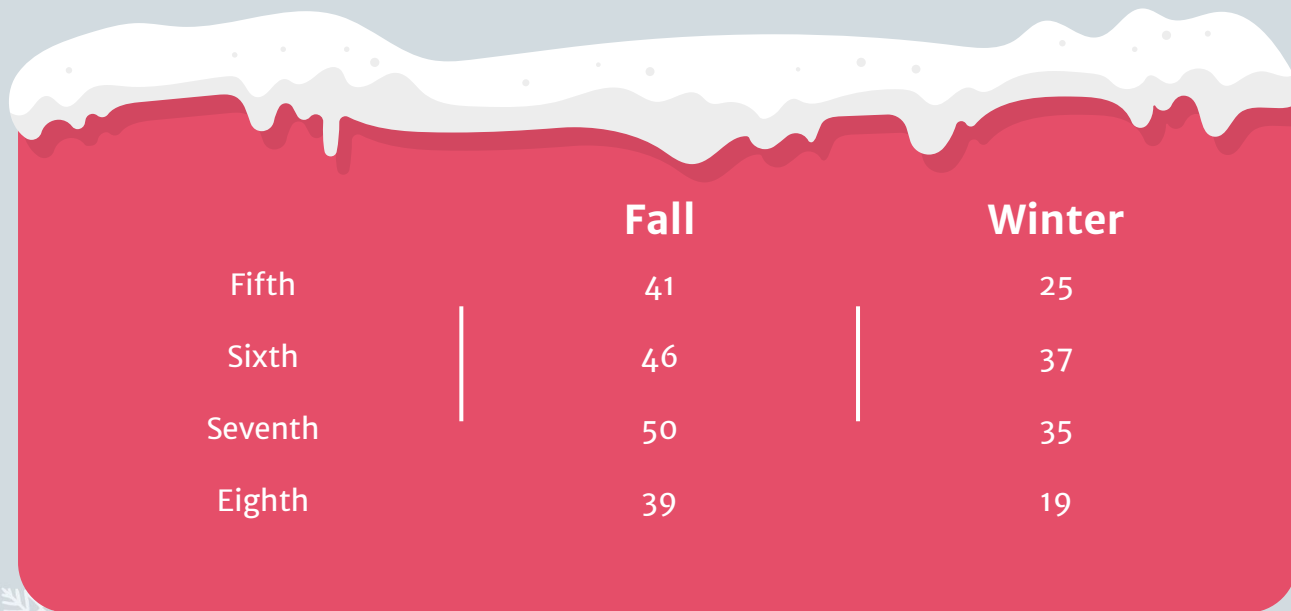 Fall Winter
Fifth 41 25
Sixth 46 37
Seventh 50 35
Eighth 39 19